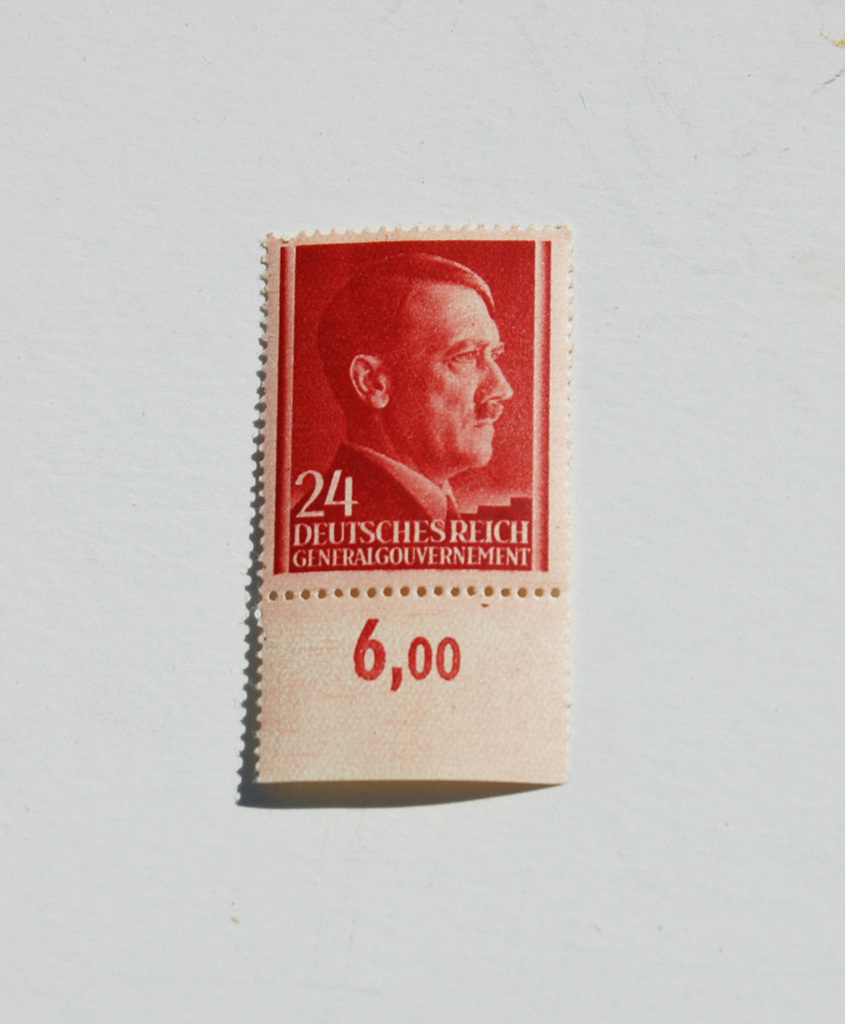 24
DEUTSCHES REICH
GENERALGOUVERNEMENT
6,00